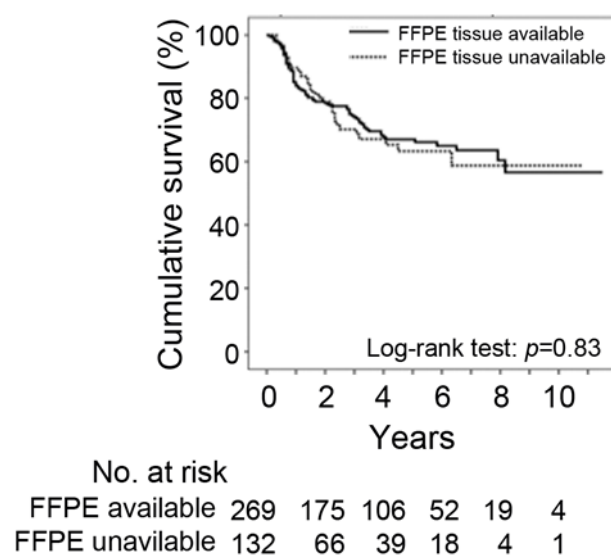 FFPE tissue available
FFPE tissue unavailable
Cumulative survival (%)
100
80
60
40
20
0
Log-rank test: p=0.83
0 2 4 6 8 10
Years
No. at risk
FFPE available 269 175 106 52 19 4
FFPE unavilable 132 66 39 18 4 1